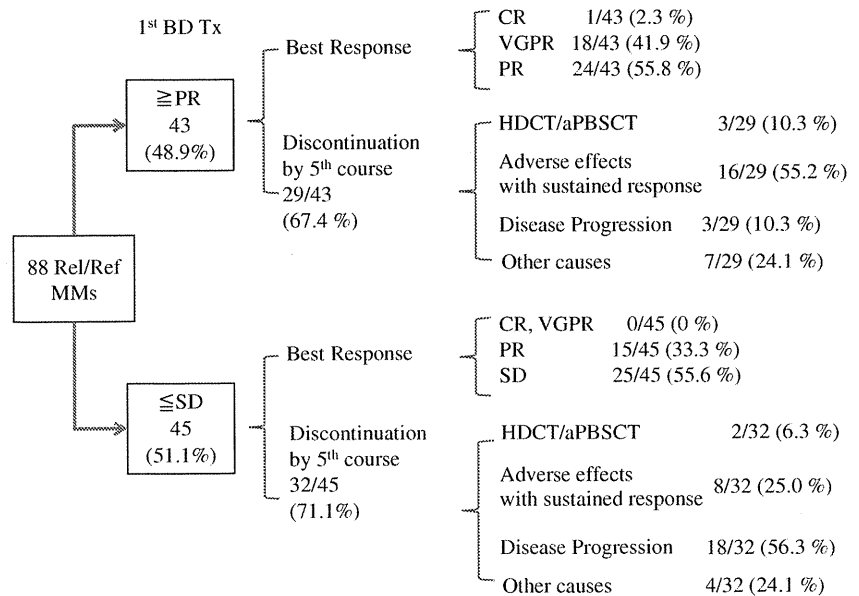 1st BD Tx
88 Rel/Ref
MMs
≧PR
43
(48.9%)
Best Response
CR 1/43 (2.3 %)
VGPR 18/43 (41.9 %)
PR 24/43 (55.8 %)
Discontinuation
by 5th course
29/43
(67.4 %)
HDCT/aPBSCT 3/29 (10.3 %)
Adverse effects
with sustained response 16/29 (55.2 %)
Disease Progression 3/29 (10.3 %)
Other causes 7/29 (24.1 %)
≦SD
45
(51.1%)
Best Response
CR, VGPR 0/45 (0 %)
PR 15/45 (33.3 %)
SD 25/45 (55.6 %)
Discontinuation
by 5th course
32/45
(71.1%)
HDCT/aPBSCT 2/32 (6.3 %)
Adverse effects
with sustained response 8/32 (25.0 %)
Disease Progression 18/32 (56.3 %)
Other causes 4/32 (24.1 %)